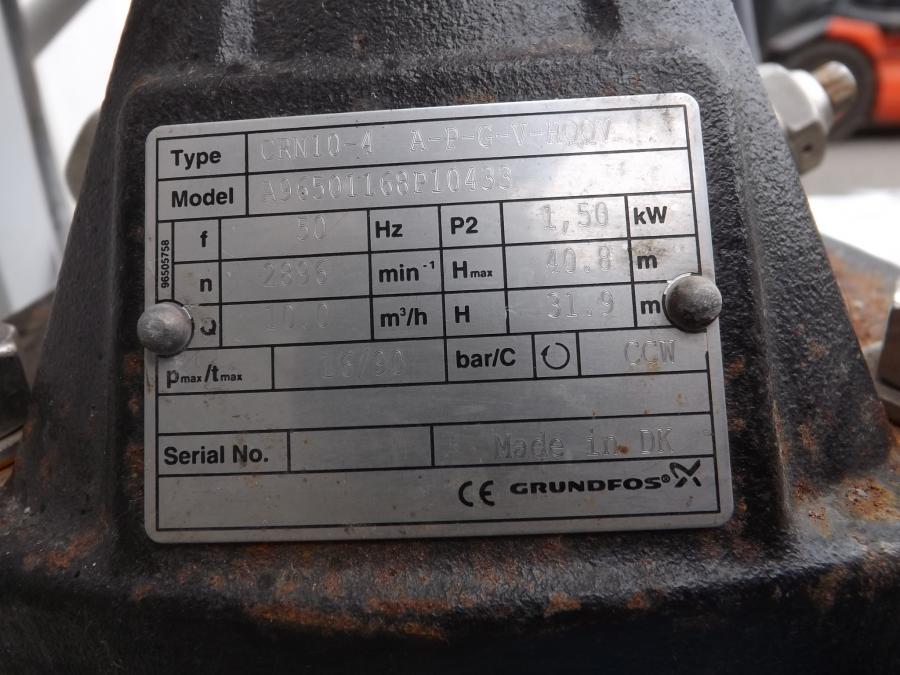 Type CRN10-4 A-P-G-V-HQQV
Model A96501168P10433
96505758
f 50 Hz P2 1,50 kW
n 2896 min⁻¹ Hmax 40.8 m
Q 10.0 m³/h H 31.9 m
pmax/tmax 16/90 bar/C CCW
Serial No. Made in DK
CE GRUNDFOS®